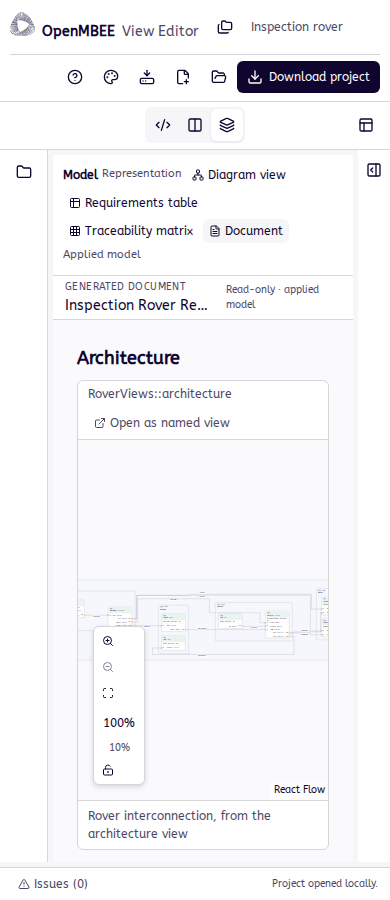 OpenMBEE View Editor Inspection rover
Download project
Model Representation Diagram view
Requirements table
Traceability matrix Document
Applied model
GENERATED DOCUMENT
Inspection Rover Re...
Read-only · applied
model
Architecture
RoverViews::architecture
Open as named view
100%
10%
React Flow
Rover interconnection, from the
architecture view
Issues (0) Project opened locally.